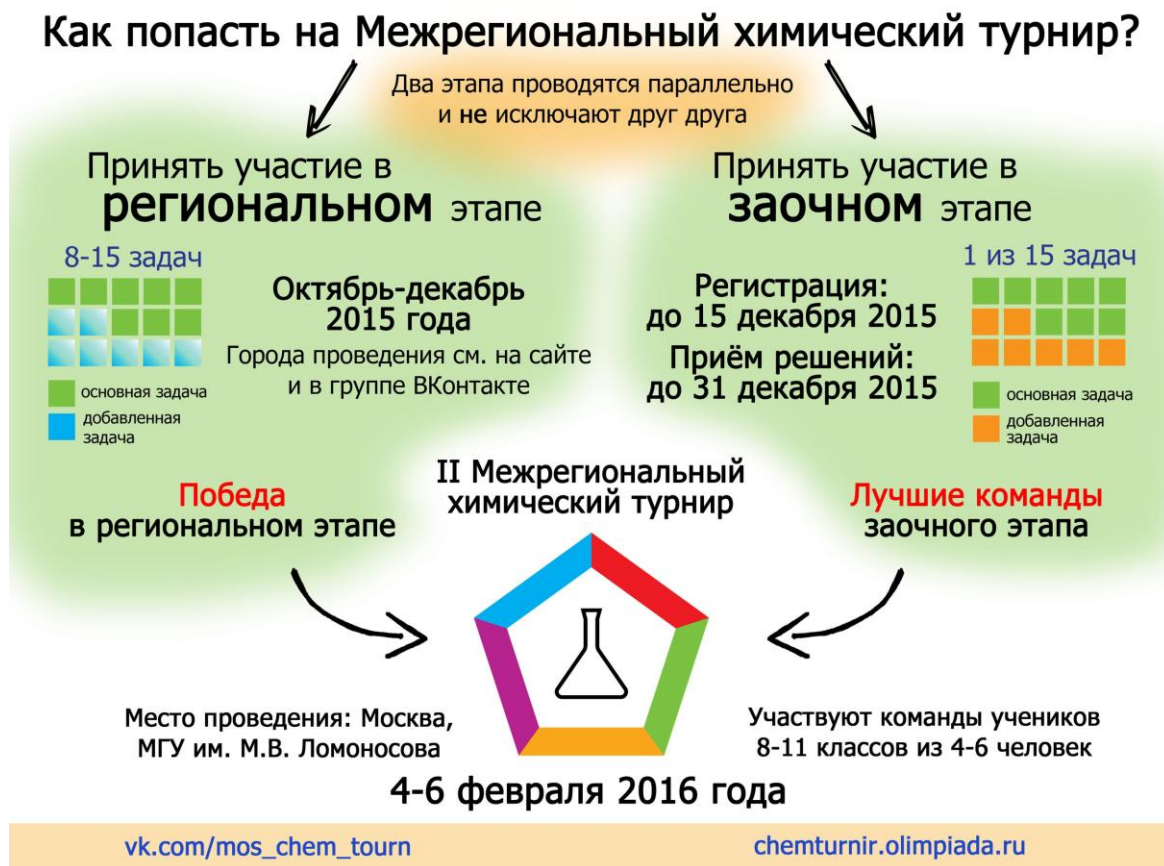 Как попасть на Межрегиональный химический турнир?
Два этапа проводятся параллельно
и не исключают друг друга
Принять участие в
региональном этапе
8-15 задач
Октябрь-декабрь
2015 года
Города проведения см. на сайте
и в группе ВКонтакте
основная задача
добавленная
задача
Победа
в региональном этапе
Принять участие в
заочном этапе
1 из 15 задач
Регистрация:
до 15 декабря 2015
Приём решений:
до 31 декабря 2015
основная задача
добавленная
задача
Лучшие команды
заочного этапа
II Межрегиональный
химический турнир
Место проведения: Москва,
МГУ им. М.В. Ломоносова
Участвуют команды учеников
8-11 классов из 4-6 человек
4-6 февраля 2016 года
vk.com/mos_chem_tourn
chemturnir.olimpiada.ru